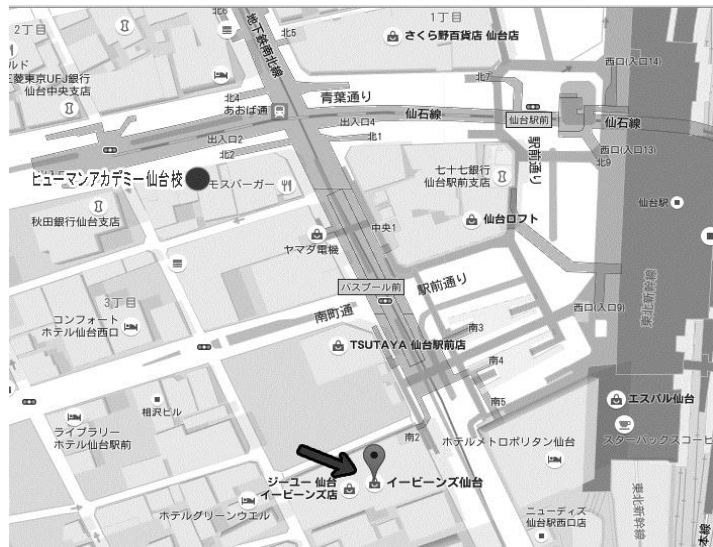 2丁目
北6
北5
1丁目
さくら野百貨店 仙台店
地下鉄南北線
ルド
三菱東京UFJ銀行
仙台中央支店
北4
あおば通
青葉通り
北7
西口(入口14)
仙石線
仙台駅前
仙石線
出入口2
出入口4
北2
北1
駅前通り
西口(入口13)
北9
ヒューマンアカデミー仙台校
モスバーガー
七十七銀行
仙台駅前支店
秋田銀行仙台支店
中央1
仙台ロフト
仙台駅
ヤマダ電機
バスプール前
駅前通り
東北新幹線
3丁目
コンフォート
ホテル仙台西口
南町通
西口(入口9)
南3
TSUTAYA 仙台駅前店
南4
相沢ビル
南5
エスパル仙台
ライブラリー
ホテル仙台駅前
南2
ホテルメトロポリタン仙台
スターバックスコーヒ
ジーユー 仙台
イービーンズ店
イービーンズ仙台
ホテルグリーンウエル
ニューデイズ
仙台駅西口店
東北新幹線
本線